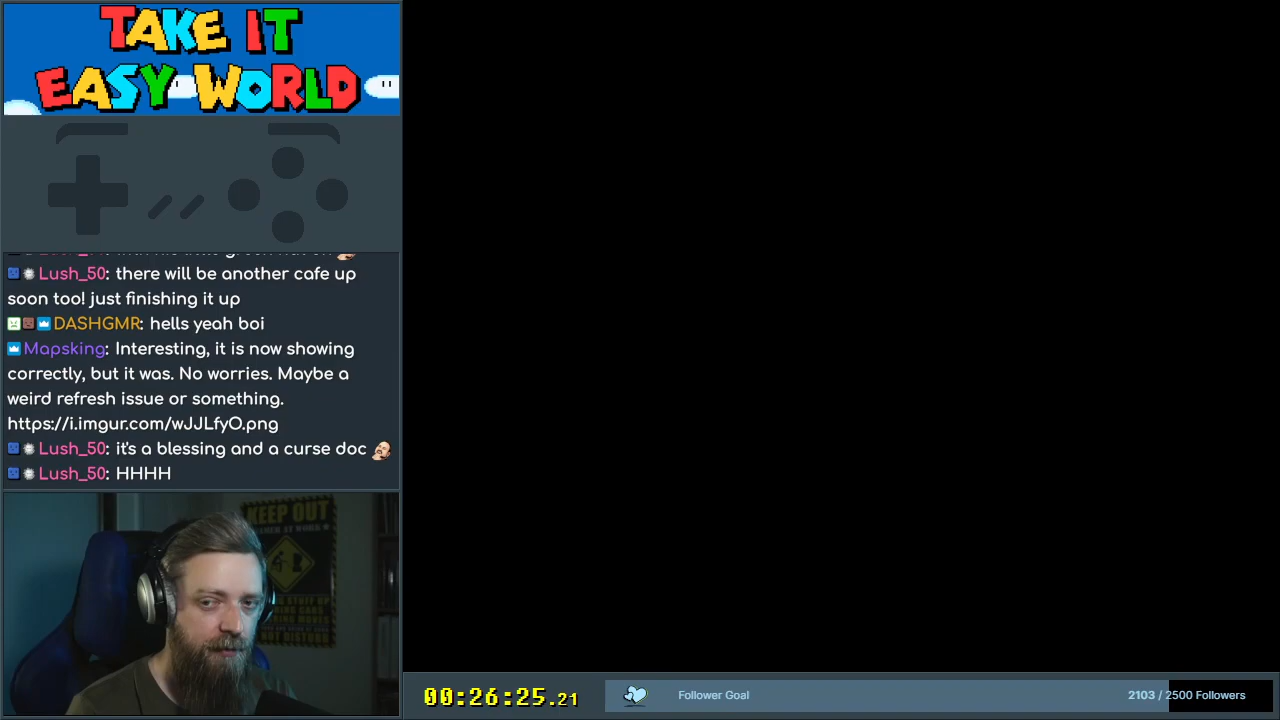 TAKE IT
EASY WORLD
Lush_50: there will be another cafe up
soon too! just finishing it up
DASHGMR: hells yeah boi
Mapsking: Interesting, it is now showing
correctly, but it was. No worries. Maybe a
weird refresh issue or something.
https://i.imgur.com/wJJLfyO.png
Lush_50: it's a blessing and a curse doc
Lush_50: HHHH
KEEP OUT
NOT DISTURB
00:26:25.21
Follower Goal
2103 / 2500 Followers